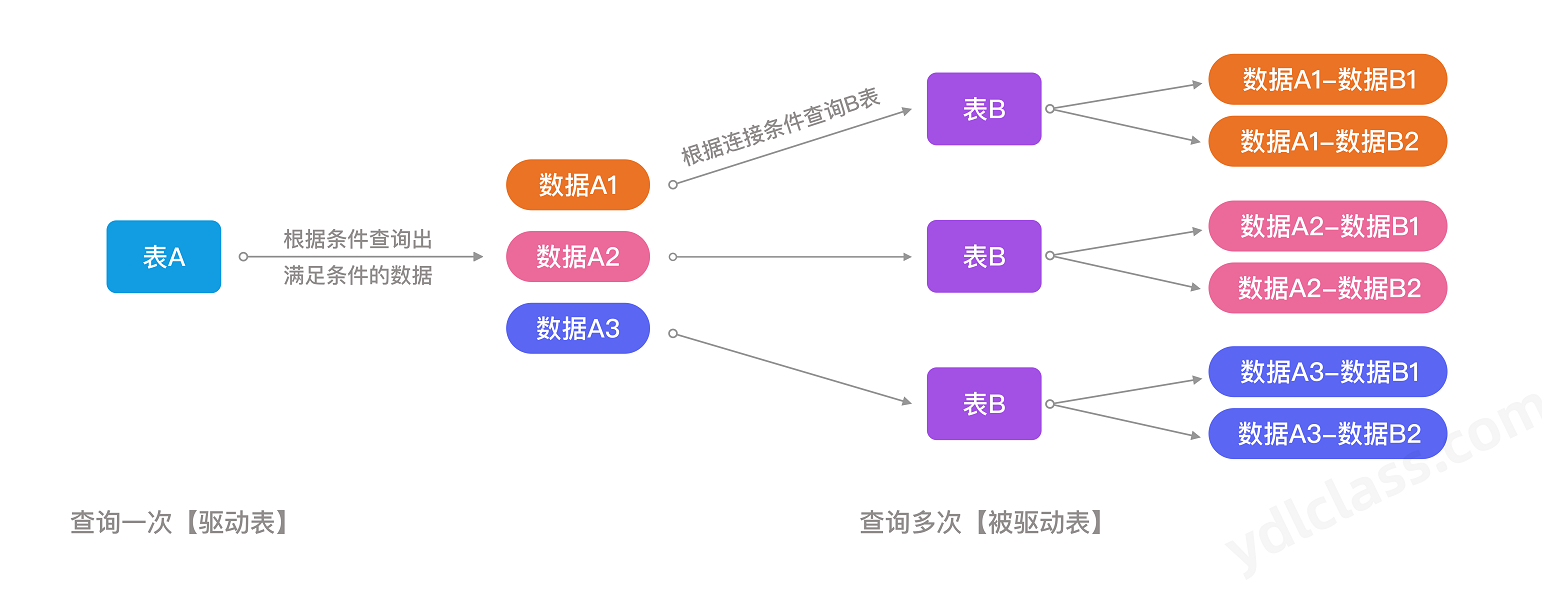 表A
根据条件查询出
满足条件的数据
数据A1
数据A2
数据A3
根据连接条件查询B表
表B
数据A1–数据B1
数据A1–数据B2
表B
数据A2–数据B1
数据A2–数据B2
表B
数据A3–数据B1
数据A3–数据B2
查询一次【驱动表】
查询多次【被驱动表】
ydlclass.com